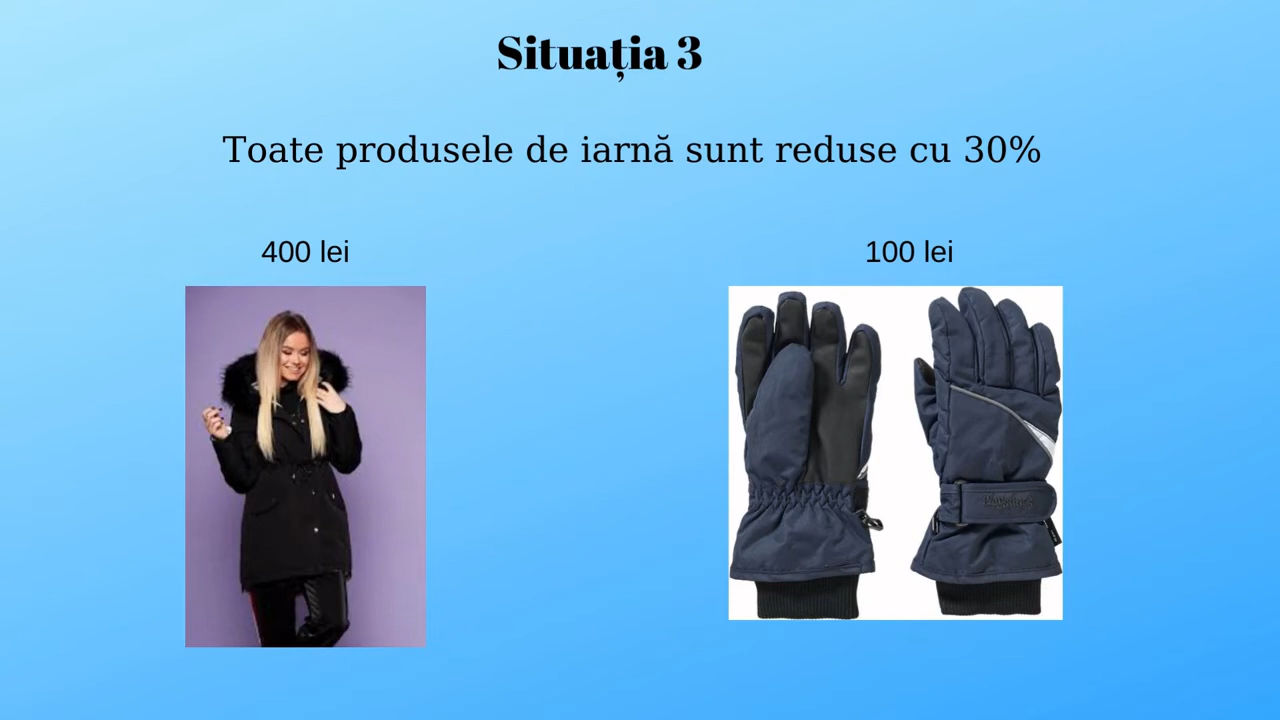 Situația 3
Toate produsele de iarnă sunt reduse cu 30%
400 lei
100 lei